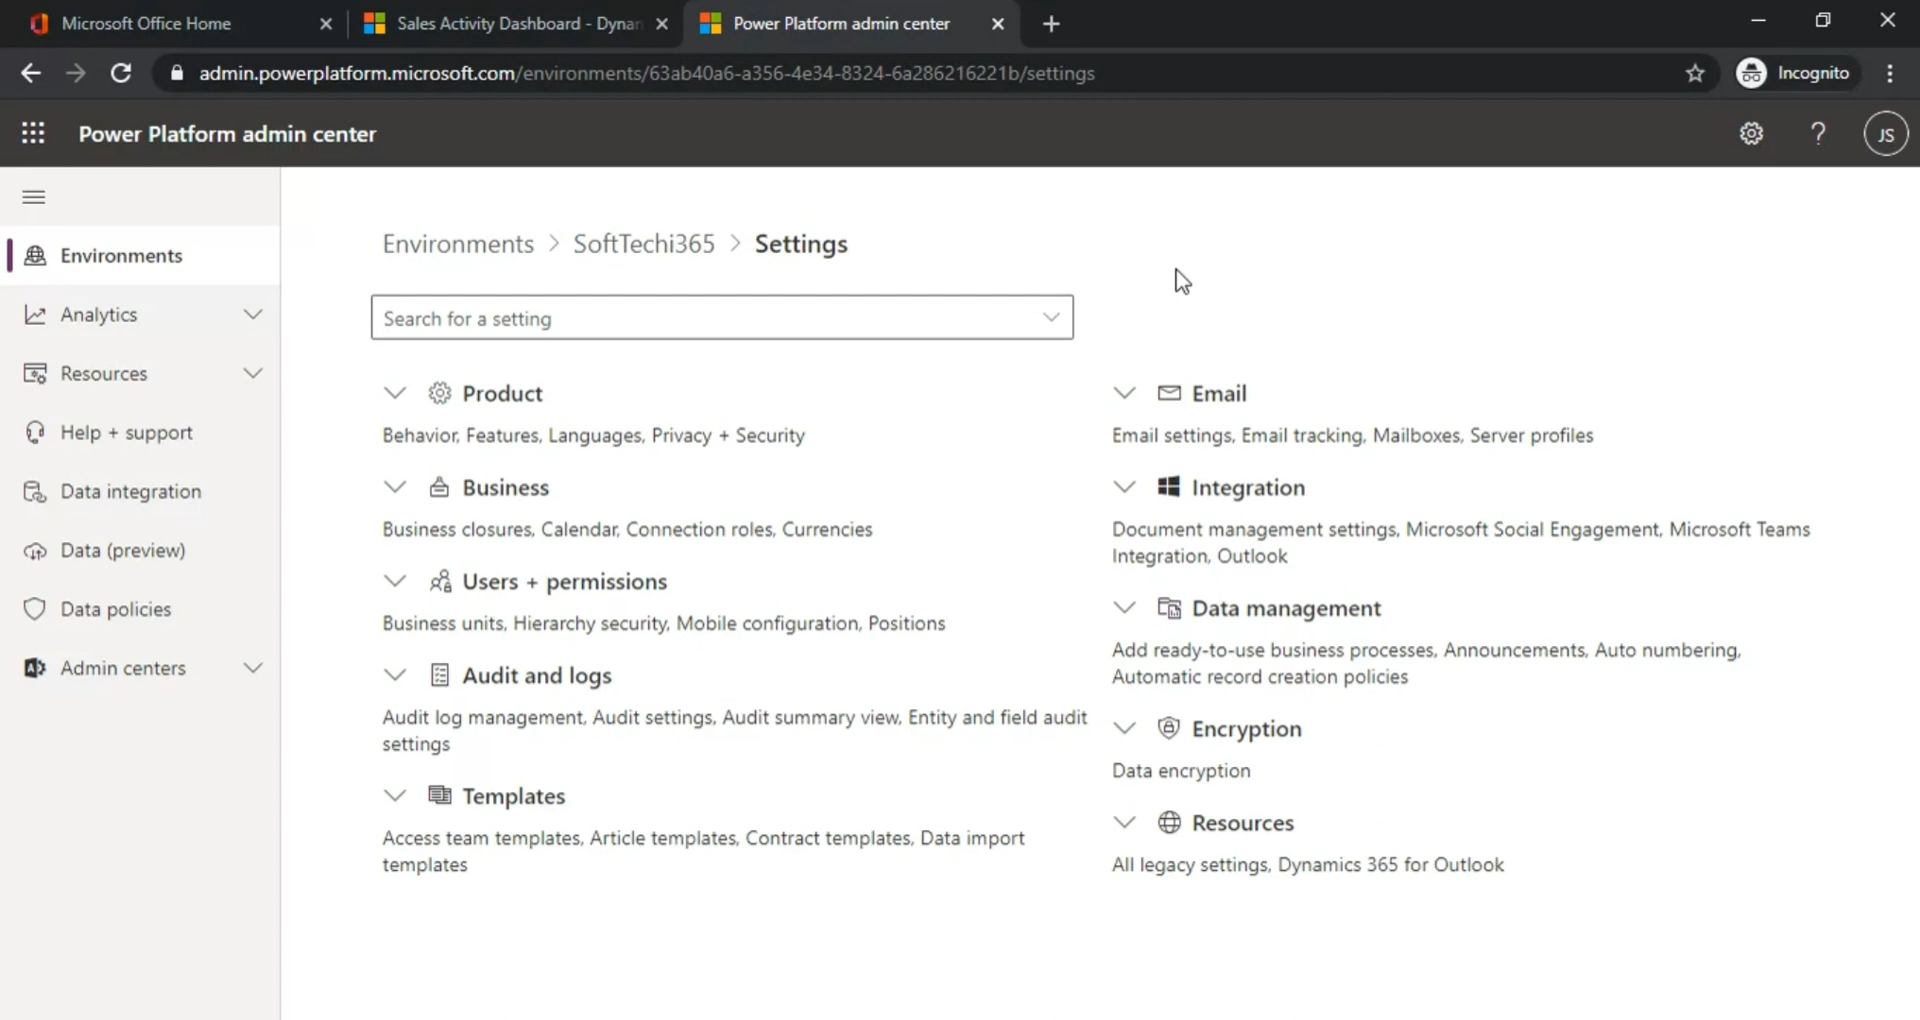 Microsoft Office Home
Sales Activity Dashboard - Dynan
Power Platform admin center
admin.powerplatform.microsoft.com/environments/63ab40a6-a356-4e34-8324-6a286216221b/settings
Incognito
Power Platform admin center
?
JS
Environments
Analytics
Resources
Help + support
Data integration
Data (preview)
Data policies
Admin centers
Environments > SoftTechi365 > Settings
Search for a setting
Product
Behavior, Features, Languages, Privacy + Security
Business
Business closures, Calendar, Connection roles, Currencies
Users + permissions
Business units, Hierarchy security, Mobile configuration, Positions
Audit and logs
Audit log management, Audit settings, Audit summary view, Entity and field audit
settings
Templates
Access team templates, Article templates, Contract templates, Data import
templates
Email
Email settings, Email tracking, Mailboxes, Server profiles
Integration
Document management settings, Microsoft Social Engagement, Microsoft Teams
Integration, Outlook
Data management
Add ready-to-use business processes, Announcements, Auto numbering,
Automatic record creation policies
Encryption
Data encryption
Resources
All legacy settings, Dynamics 365 for Outlook